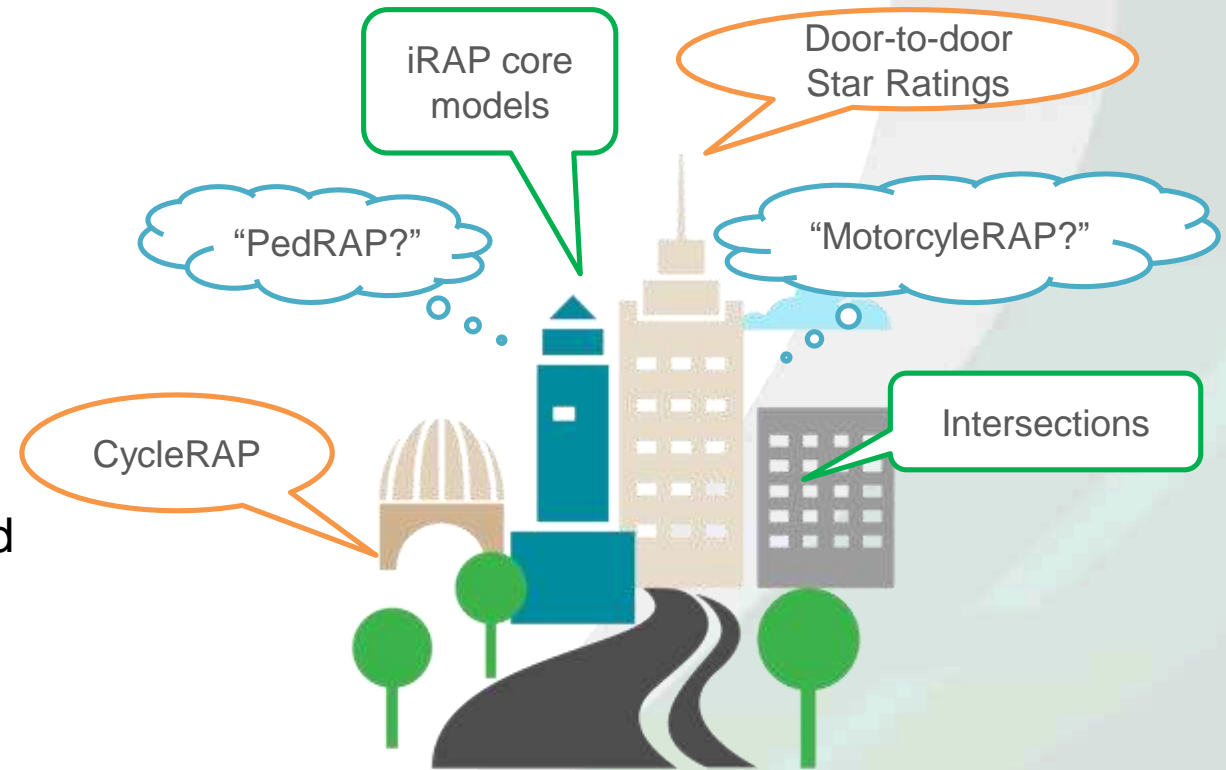 iRAP core
models
Door-to-door
Star Ratings
“PedRAP?”
“MotorcyleRAP?”
CycleRAP
Intersections
d